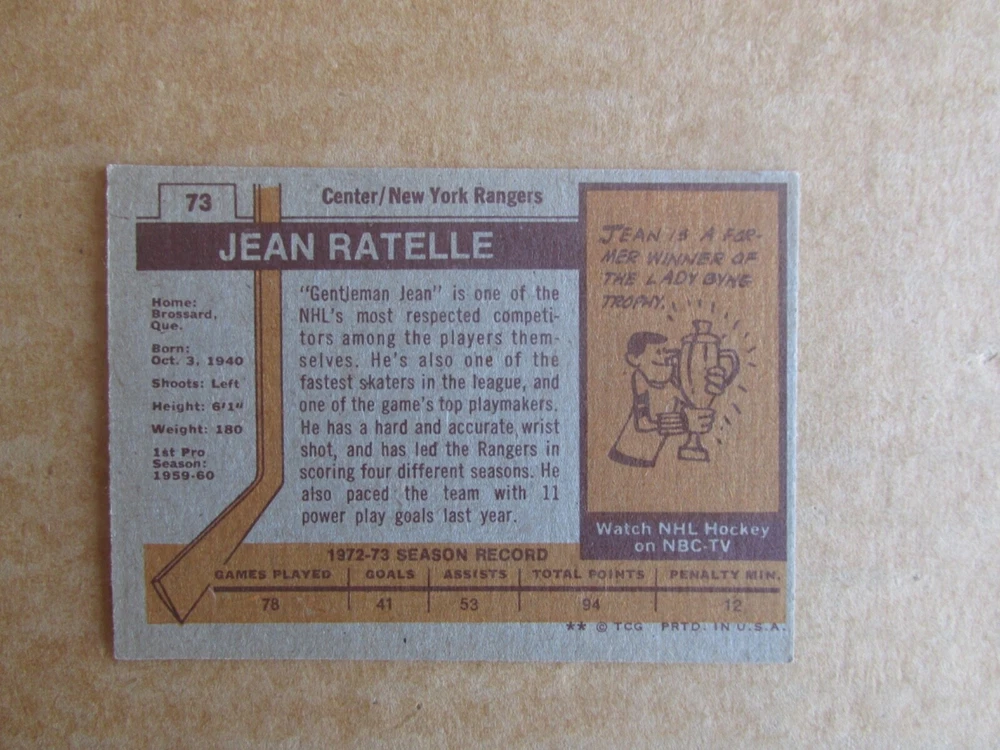 73
Center/New York Rangers
JEAN RATELLE
Home:
Brossard,
Que.
Born:
Oct. 3, 1940
Shoots: Left
Height: 6'1"
Weight: 180
1st Pro
Season:
1959-60
"Gentleman Jean" is one of the
NHL's most respected competi-
tors among the players them-
selves. He's also one of the
fastest skaters in the league, and
one of the game's top playmakers.
He has a hard and accurate wrist
shot, and has led the Rangers in
scoring four different seasons. He
also paced the team with 11
power play goals last year.
JEAN IS A FOR-
MER WINNER OF
THE LADY BYNG
TROPHY.
Watch NHL Hockey
on NBC-TV
1972-73 SEASON RECORD
GAMES PLAYED GOALS ASSISTS TOTAL POINTS PENALTY MIN.
78 41 53 94 12
** © TCG PRTD. IN U.S.A.